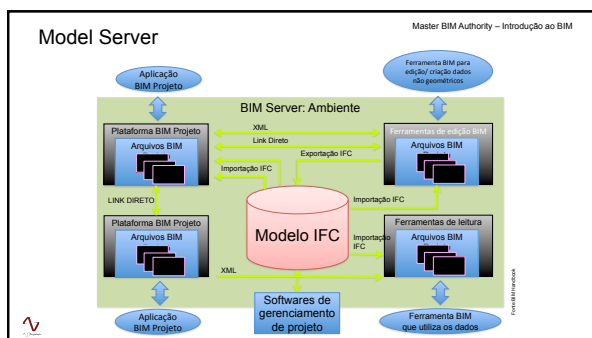 Master BIM Authority – Introdução ao BIM
Model Server
Aplicação
BIM Projeto
Ferramenta BIM para
edição/ criação dados
não geométricos
BIM Server: Ambiente
Plataforma BIM Projeto
Arquivos BIM
XML
Link Direto
Exportação IFC
Importação IFC
Ferramentas de edição BIM
Arquivos BIM
LINK DIRETO
Modelo IFC
Importação IFC
Plataforma BIM Projeto
Arquivos BIM
Importação
IFC
Ferramentas de leitura
Arquivos BIM
XML
Aplicação
BIM Projeto
Softwares de
gerenciamento
de projeto
Ferramenta BIM
que utiliza os dados
Fonte BIM Handbook